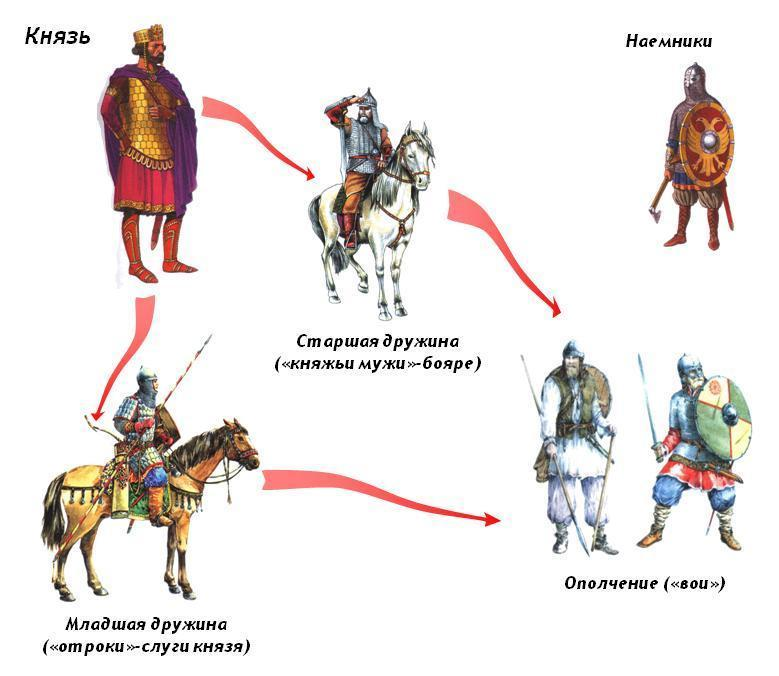 Князь
Наемники
Старшая дружина
(«княжьи мужи»-бояре)
Ополчение («вои»)
Младшая дружина
(«отроки»-слуги князя)